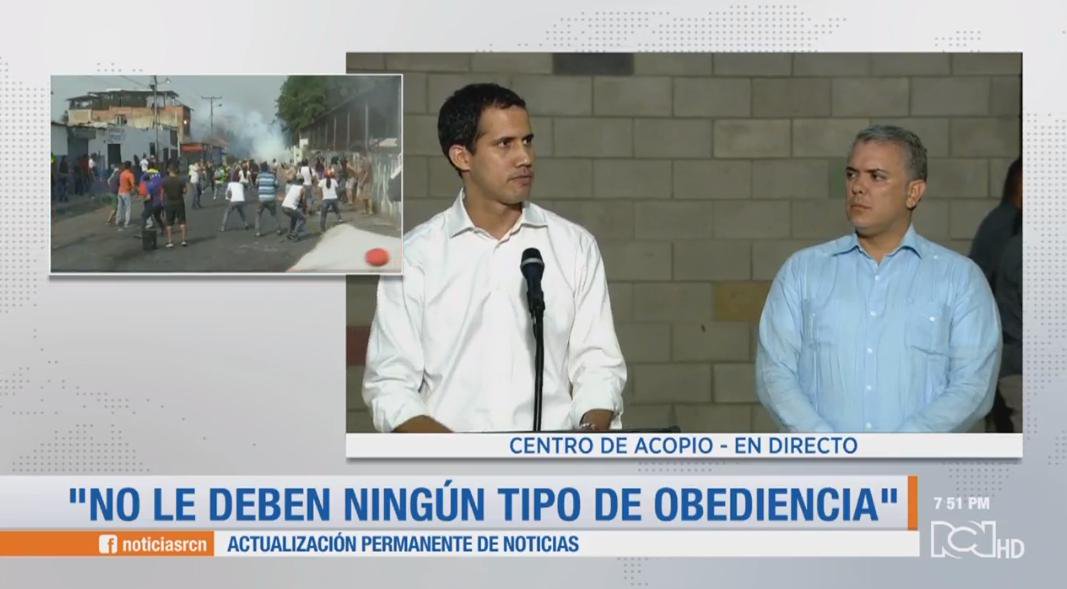 CENTRO DE ACOPIO - EN DIRECTO
"NO LE DEBEN NINGÚN TIPO DE OBEDIENCIA"
7 51 PM
noticiasrcn ACTUALIZACIÓN PERMANENTE DE NOTICIAS
RCN HD